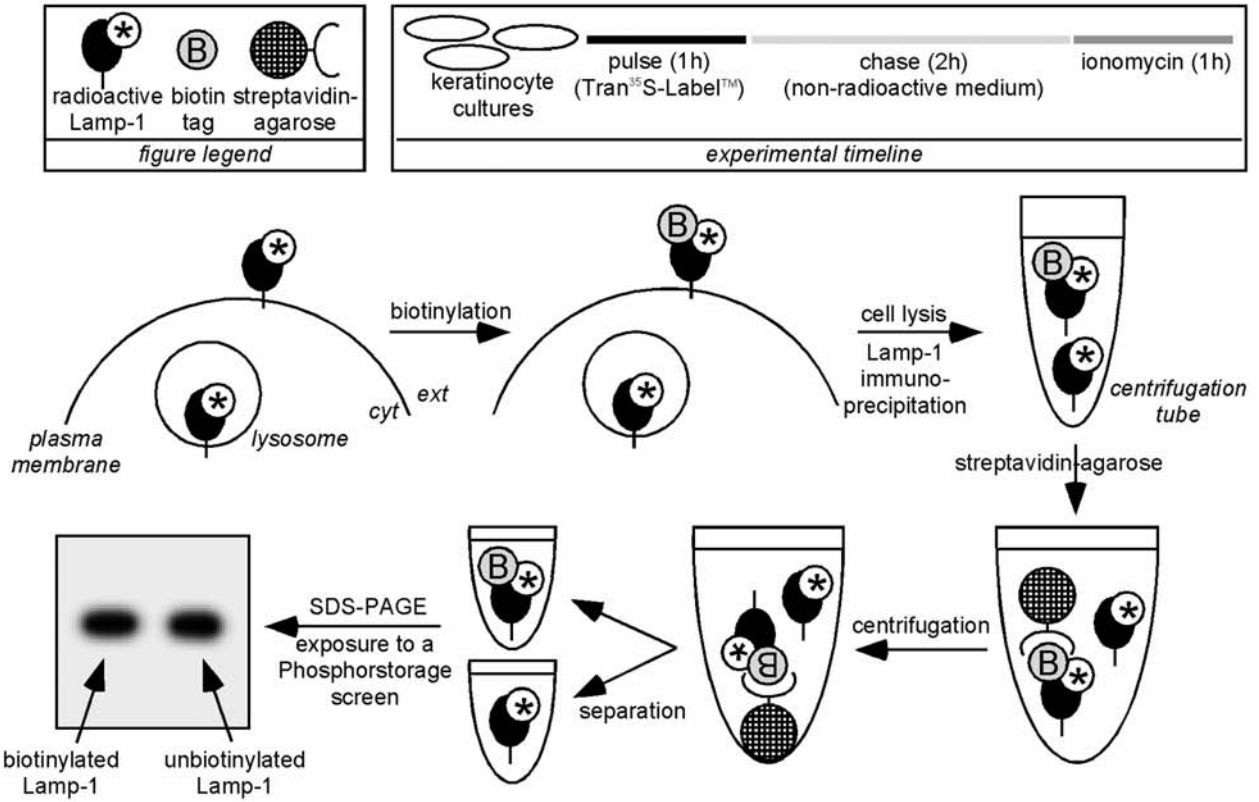 *
B
radioactive Lamp-1
biotin tag
streptavidin-agarose
figure legend
keratinocyte
cultures
pulse (1h)
(Tran35S-Label™)
chase (2h)
(non-radioactive medium)
ionomycin (1h)
experimental timeline
*
*
plasma
membrane
lysosome
cyt
ext
biotinylation
B
*
*
cell lysis
Lamp-1
immuno-
precipitation
B
*
*
centrifugation
tube
streptavidin-agarose
B
*
*
centrifugation
*
*
B
separation
B
*
*
SDS-PAGE
exposure to a
Phosphorstorage
screen
biotinylated
Lamp-1
unbiotinylated
Lamp-1